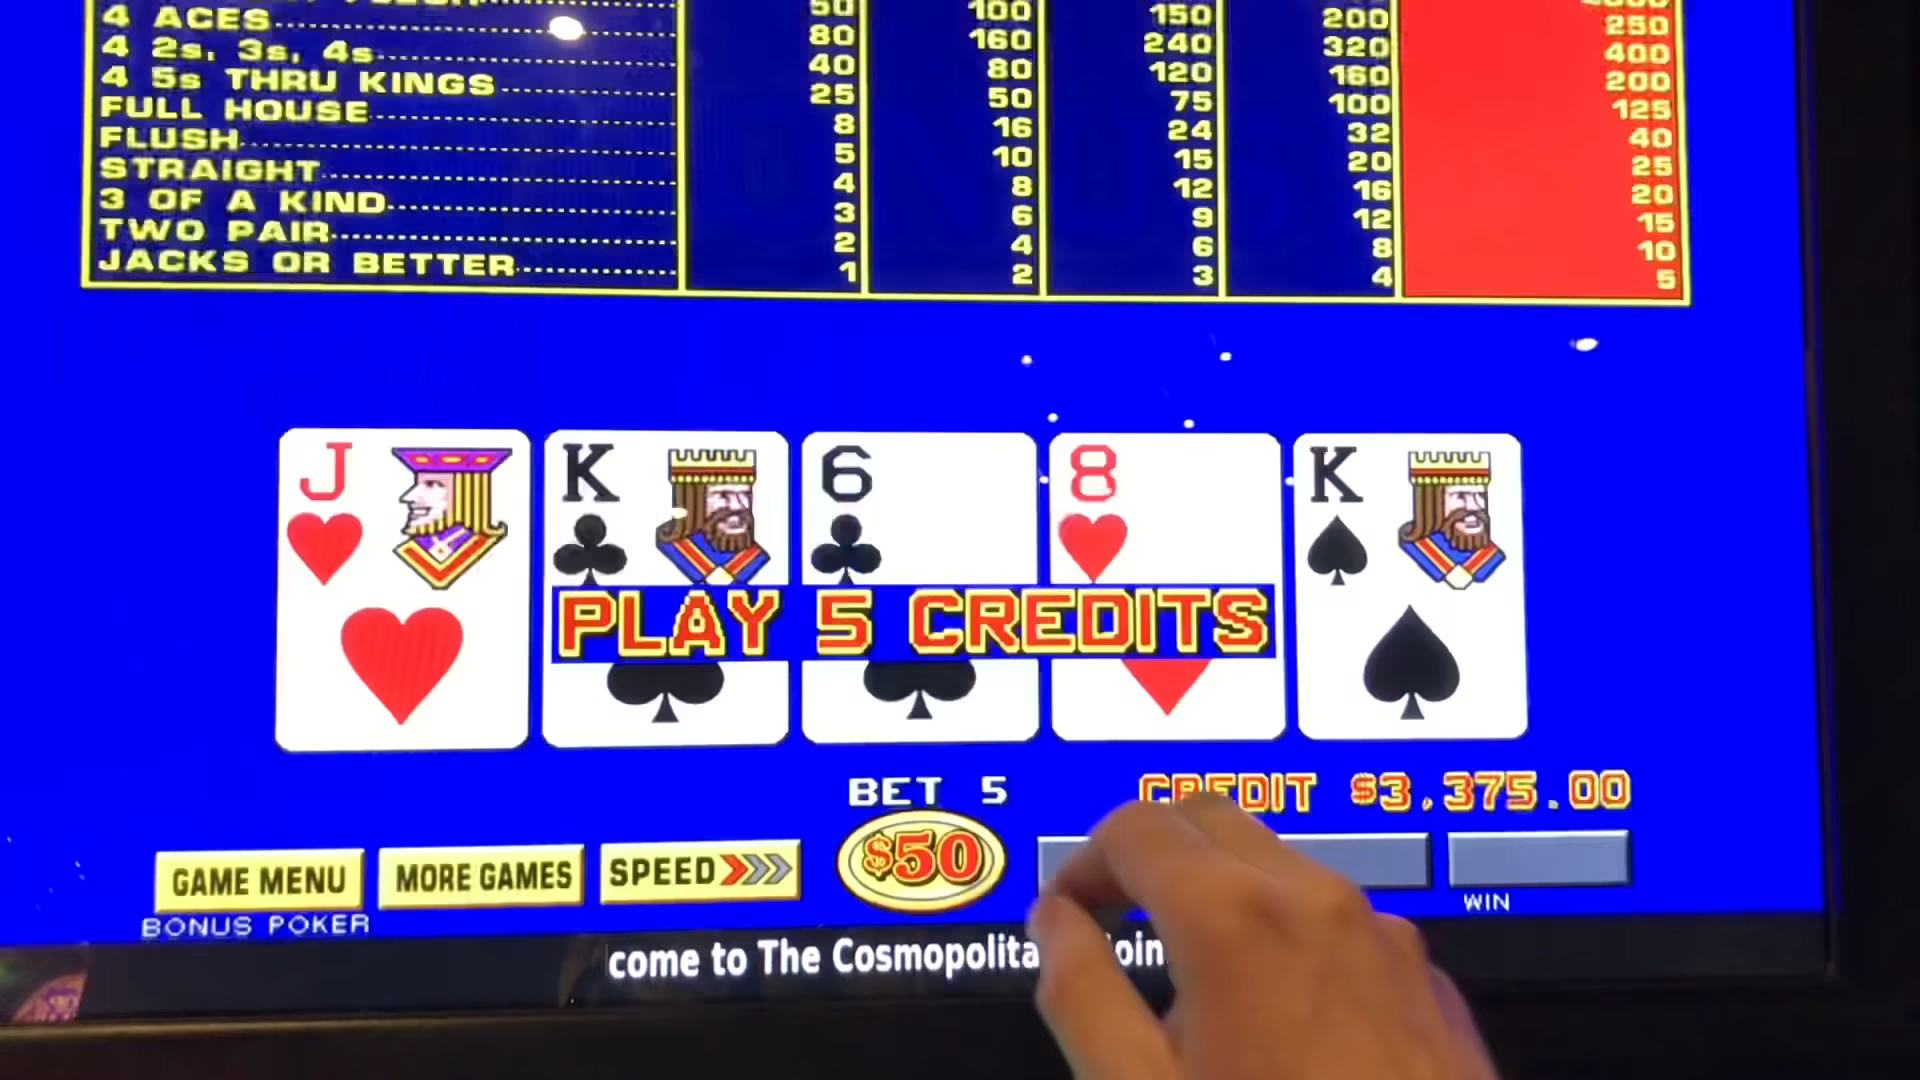 4 ACES 50 100 150 200 250
4 2s, 3s, 4s 80 160 240 320 400
4 5s THRU KINGS 40 80 120 160 200
FULL HOUSE 25 50 75 100 125
FLUSH 8 16 24 32 40
STRAIGHT 5 10 15 20 25
3 OF A KIND 4 8 12 16 20
TWO PAIR 3 6 9 12 15
JACKS OR BETTER 2 4 6 8 10
1 2 3 4 5
J K 6 8 K
PLAY 5 CREDITS
BET 5 CREDIT $3,375.00
GAME MENU MORE GAMES SPEED $50
BONUS POKER WIN
come to The Cosmopolita